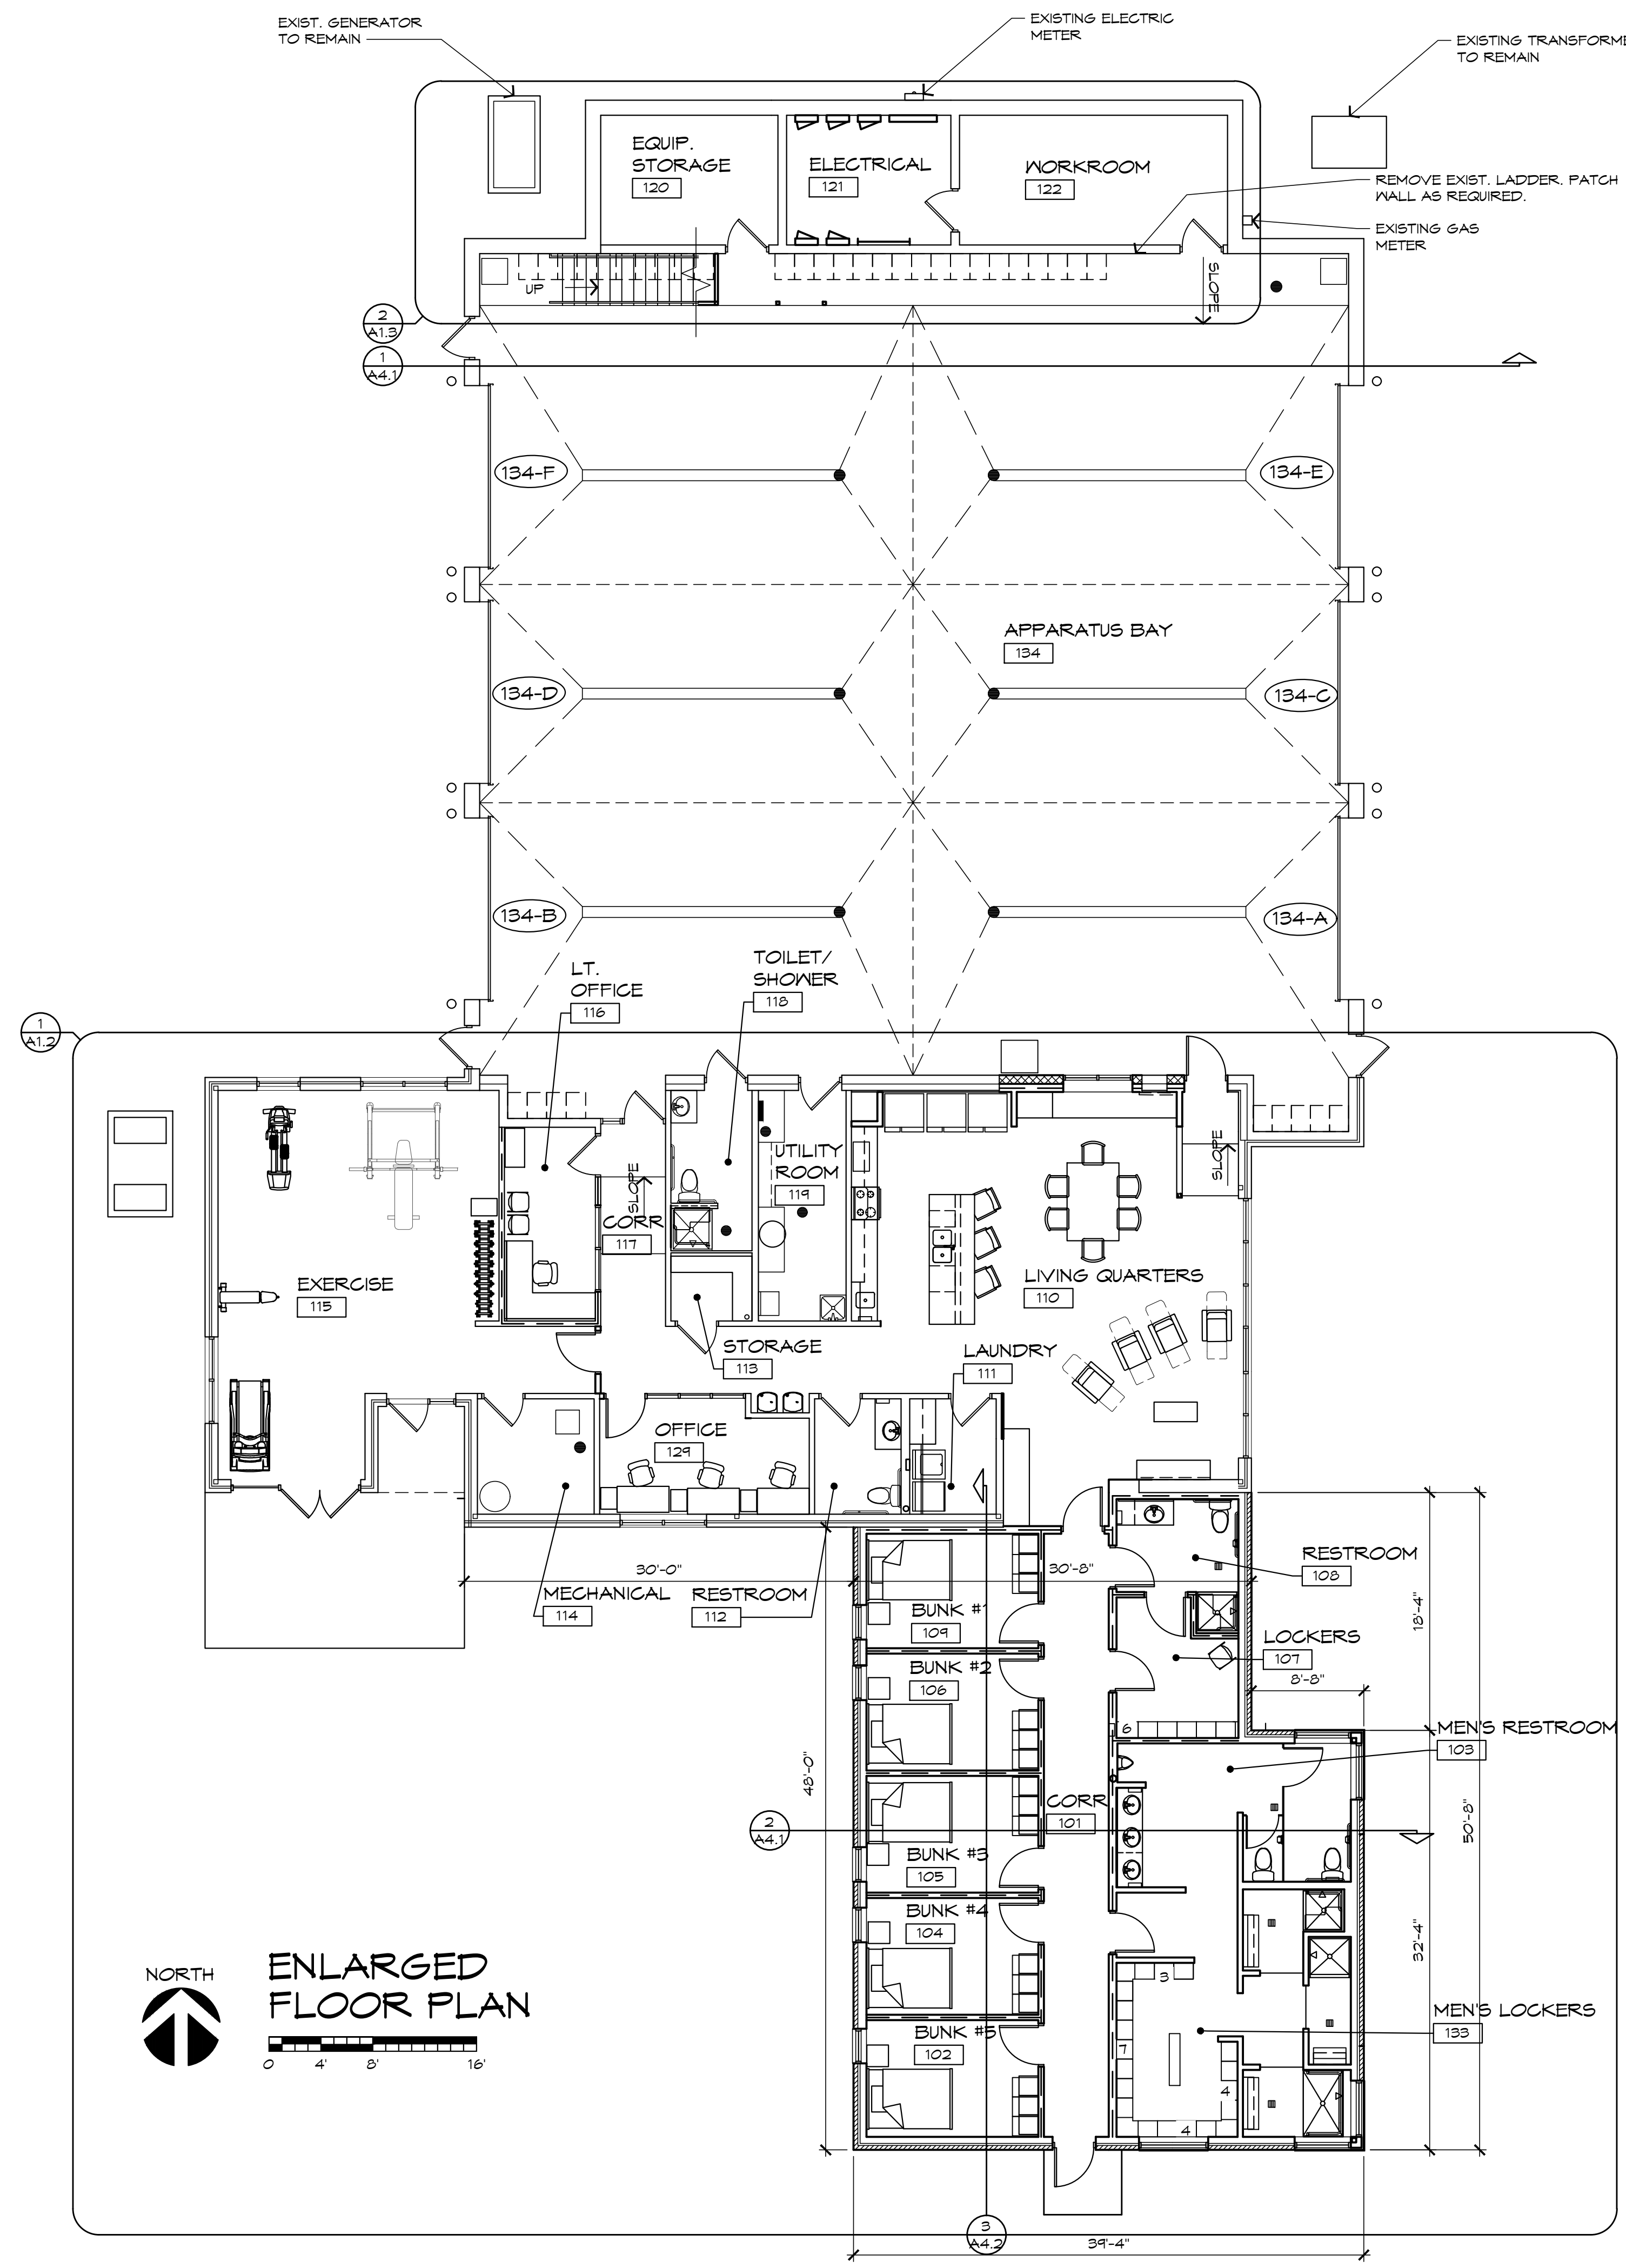 EXIST. GENERATOR
TO REMAIN
EXISTING ELECTRIC
METER
EXISTING TRANSFORME
TO REMAIN
EQUIP.
STORAGE
120
ELECTRICAL
121
WORKROOM
122
REMOVE EXIST. LADDER. PATCH
WALL AS REQUIRED.
EXISTING GAS
METER
UP
SLOPE
2
A1.3
1
A4.1
134-F
134-E
APPARATUS BAY
134
134-D
134-C
134-B
134-A
LT.
OFFICE
116
TOILET/
SHOWER
118
1
A1.2
UTILITY
ROOM
119
SLOPE
SLOPE
CORR
117
EXERCISE
115
LIVING QUARTERS
110
STORAGE
113
LAUNDRY
111
OFFICE
129
30'-0"
30'-8"
MECHANICAL
114
RESTROOM
112
RESTROOM
108
BUNK #1
109
18'-4"
LOCKERS
107
8'-8"
BUNK #2
106
6
MEN'S RESTROOM
103
48'-0"
CORR
101
2
A4.1
50'-8"
BUNK #3
105
BUNK #4
104
32'-4"
3
MEN'S LOCKERS
133
BUNK #5
102
7
4
4
NORTH
ENLARGED
FLOOR PLAN
0 4' 8' 16'
3
A4.2
39'-4"